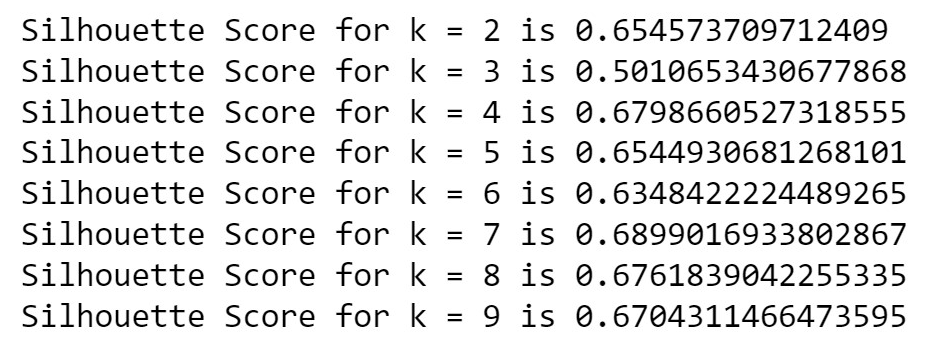 Silhouette Score for k = 2 is 0.654573709712409
Silhouette Score for k = 3 is 0.5010653430677868
Silhouette Score for k = 4 is 0.6798660527318555
Silhouette Score for k = 5 is 0.6544930681268101
Silhouette Score for k = 6 is 0.6348422224489265
Silhouette Score for k = 7 is 0.6899016933802867
Silhouette Score for k = 8 is 0.6761839042255335
Silhouette Score for k = 9 is 0.6704311466473595